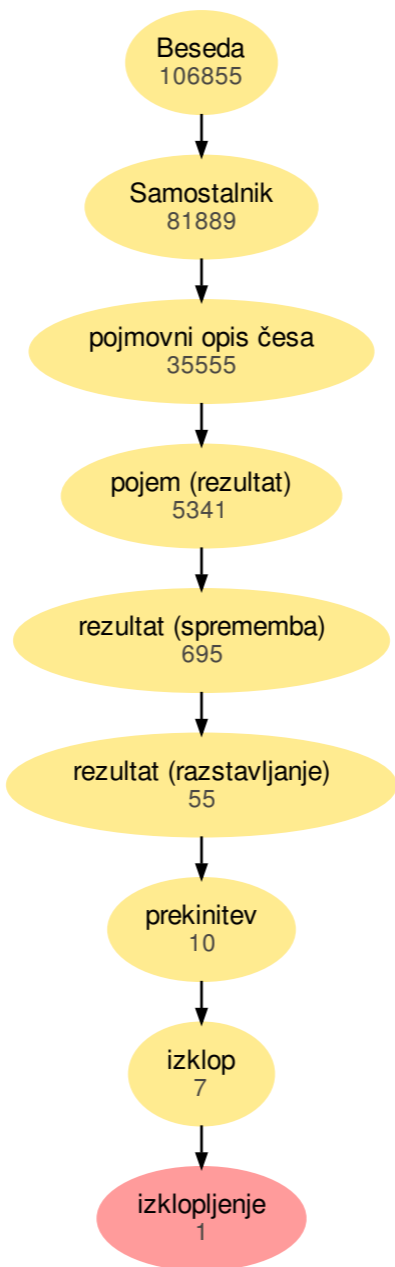 Beseda
106855
Samostalnik
81889
pojmovni opis česa
35555
pojem (rezultat)
5341
rezultat (sprememba)
695
rezultat (razstavljanje)
55
prekinitev
10
izklop
7
izklopljenje
1